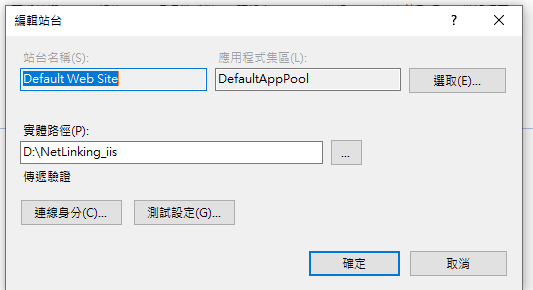 編輯站台
站台名稱(S):
應用程式集區(L):
Default Web Site
DefaultAppPool
選取(E)...
實體路徑(P):
D:\NetLinking_iis
...
傳遞驗證
連線身分(C)...
測試設定(G)...
確定
取消